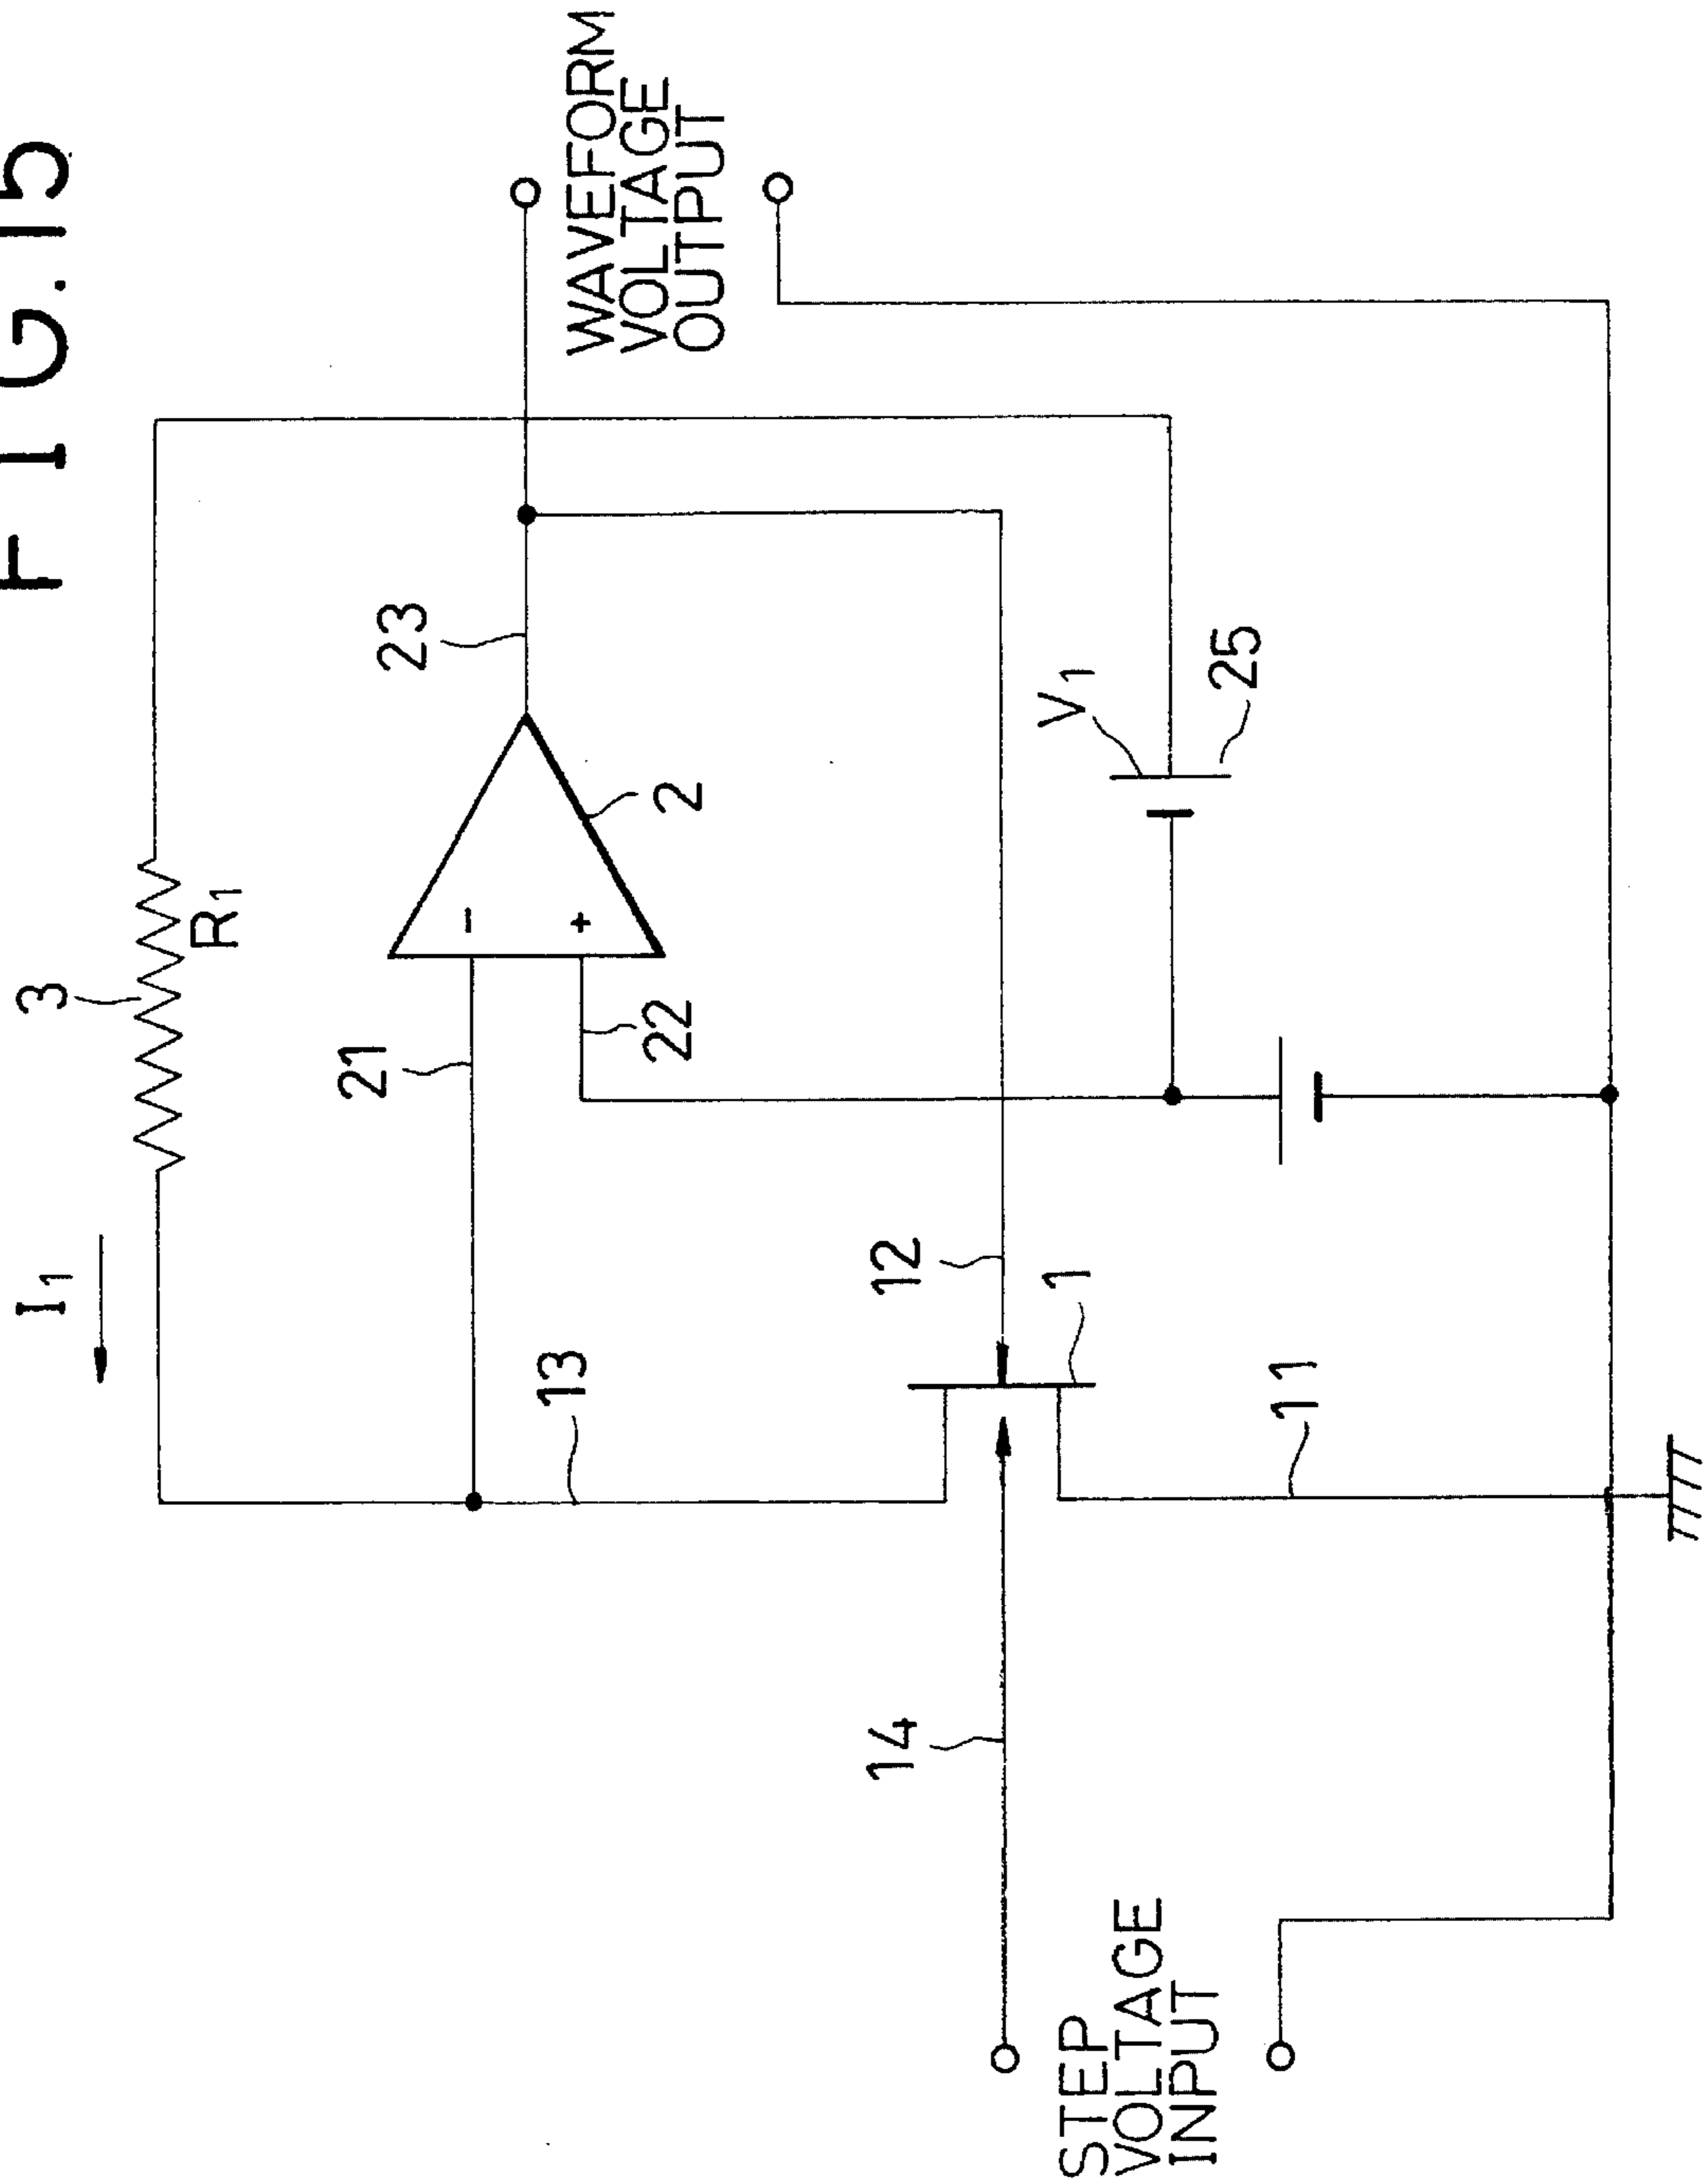 FIG.15
I1
3
R1
21
23
2
22
WAVEFORM
VOLTAGE
OUTPUT
13
12
1
V1
25
14
11
STEP
VOLTAGE
INPUT
-
+